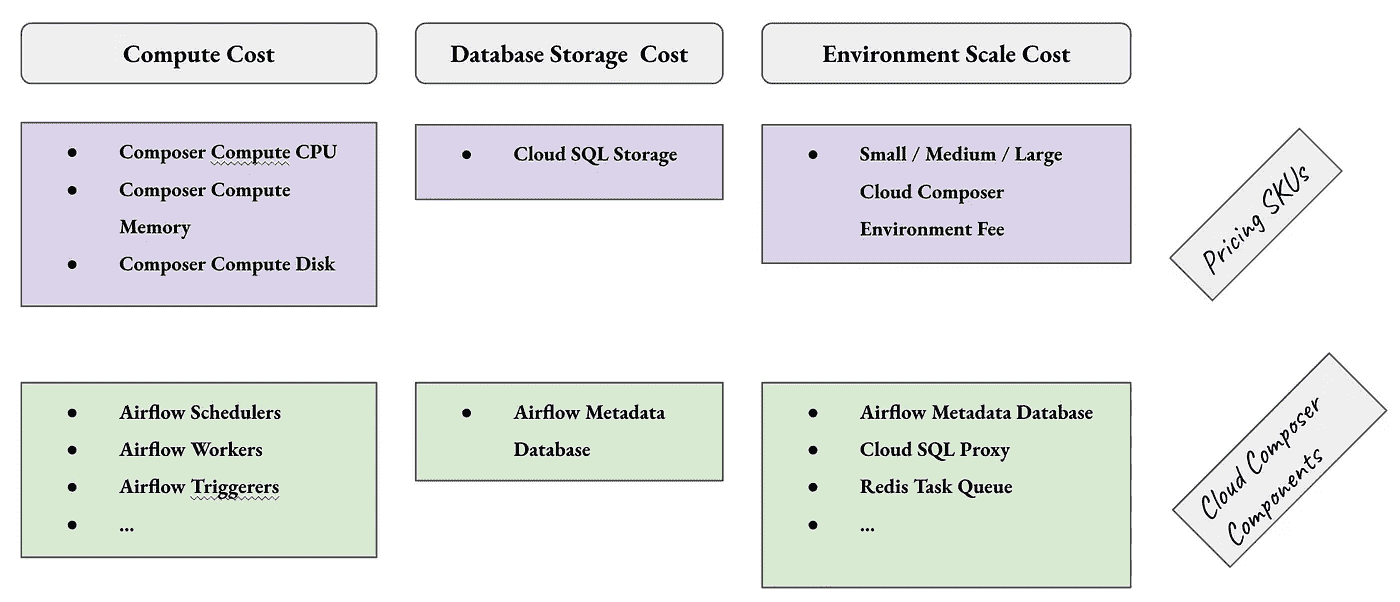 Compute Cost
Database Storage  Cost
Environment Scale Cost
● Composer Compute CPU
● Composer Compute
Memory
● Composer Compute Disk
● Cloud SQL Storage
● Small / Medium / Large
Cloud Composer
Environment Fee
Pricing SKUs
● Airflow Schedulers
● Airflow Workers
● Airflow Triggerers
● ...
● Airflow Metadata
Database
● Airflow Metadata Database
● Cloud SQL Proxy
● Redis Task Queue
● ...
Cloud Composer
Components